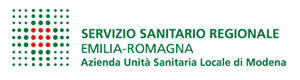 SERVIZIO SANITARIO REGIONALE
EMILIA-ROMAGNA
Azienda Unità Sanitaria Locale di Modena